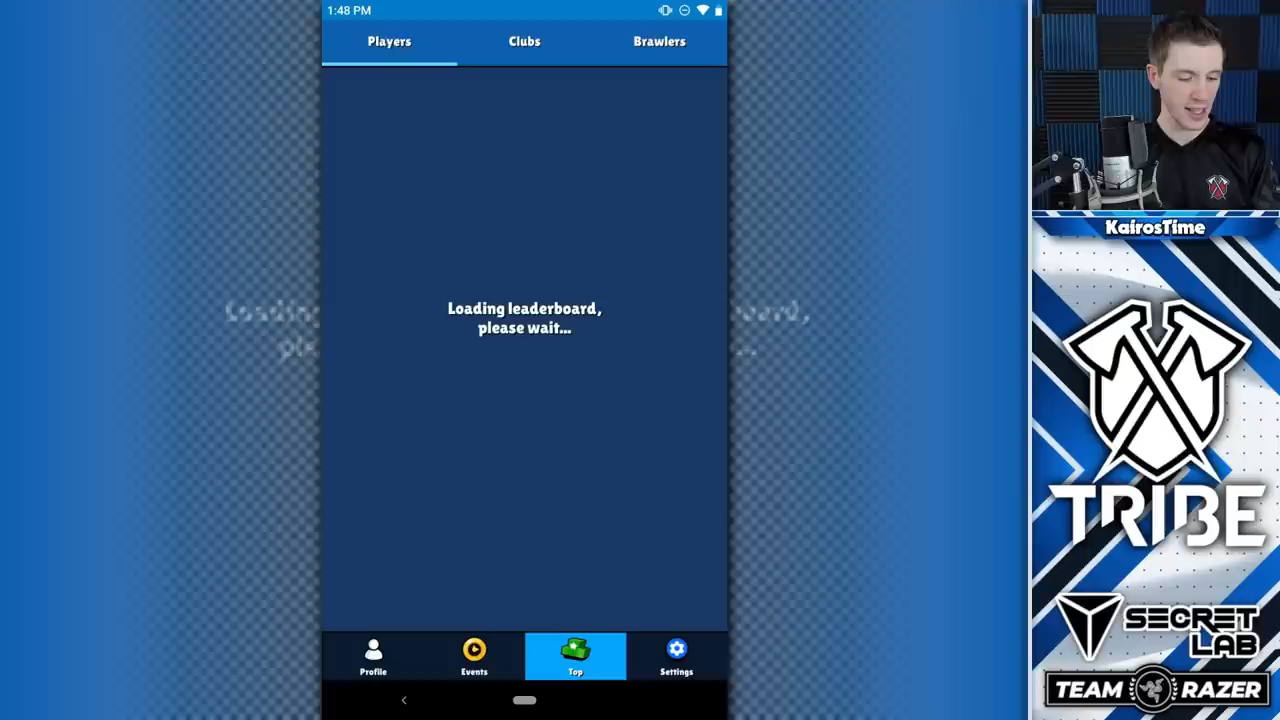 1:48 PM
Players
Clubs
Brawlers
Loading leaderboard,
please wait...
Profile
Events
Top
Settings
KairosTime
TRIBE
SECRET
LAB
TEAM RAZER